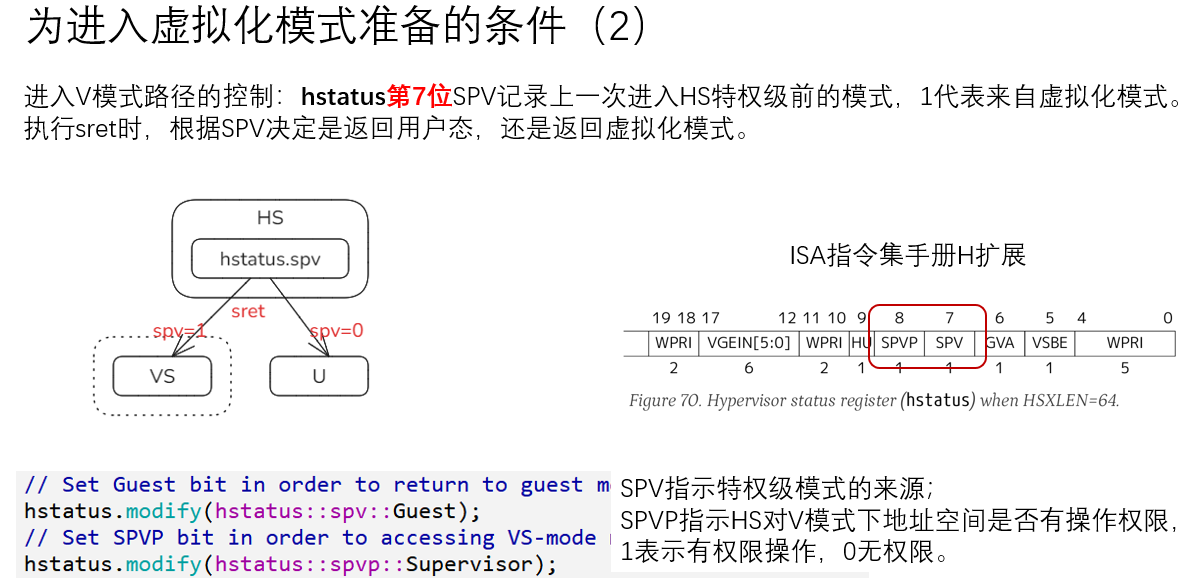 为进入虚拟化模式准备的条件（2）
进入V模式路径的控制：hstatus第7位SPV记录上一次进入HS特权级前的模式，1代表来自虚拟化模式。
执行sret时，根据SPV决定是返回用户态，还是返回虚拟化模式。
HS
hstatus.spv
sret
spv=1
spv=0
VS
U
ISA指令集手册H扩展
19 18 17 12 11 10 9 8 7 6 5 4 0
WPRI VGEIN[5:0] WPRI HU SPVP SPV GVA VSBE WPRI
2 6 2 1 1 1 1 1 5
Figure 70. Hypervisor status register (hstatus) when HSXLEN=64.
// Set Guest bit in order to return to guest
hstatus.modify(hstatus::spv::Guest);
// Set SPVP bit in order to accessing VS-mode
hstatus.modify(hstatus::spvp::Supervisor);
SPV指示特权级模式的来源；
SPVP指示HS对V模式下地址空间是否有操作权限，
1表示有权限操作，0无权限。